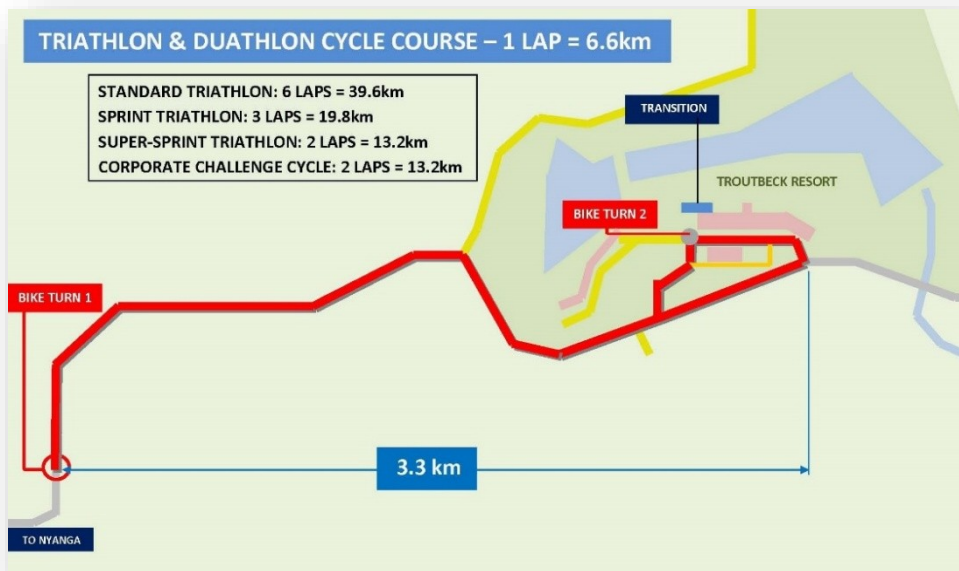 TRIATHLON & DUATHLON CYCLE COURSE – 1 LAP = 6.6km
STANDARD TRIATHLON: 6 LAPS = 39.6km
SPRINT TRIATHLON: 3 LAPS = 19.8km
SUPER-SPRINT TRIATHLON: 2 LAPS = 13.2km
CORPORATE CHALLENGE CYCLE: 2 LAPS = 13.2km
TRANSITION
TROUTBECK RESORT
BIKE TURN 2
BIKE TURN 1
3.3 km
TO NYANGA